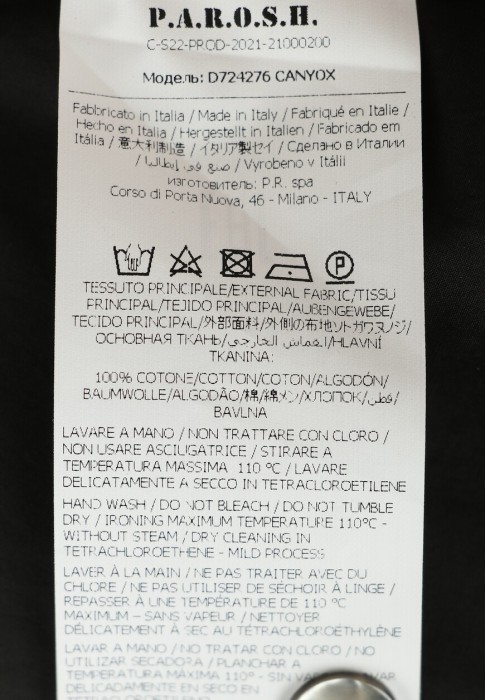 P.A.R.O.S.H.
C-S22-PROD-2021-21000200
Модель: D724276 CANYOX
Fabbricato in Italia / Made in Italy / Fabriqué en Italie /
Hecho en Italia / Hergestellt in Italien / Fabricado em
Itália / 意大利制造 / イタリア製セイ / Сделано в Италии
/ صنع في إيطاليا / Vyrobeno v Itálii
изготовитель: P.R. spa
Corso di Porta Nuova, 46 - Milano - ITALY
P
TESSUTO PRINCIPALE/EXTERNAL FABRIC/TISSU
PRINCIPAL/TEJIDO PRINCIPAL/AUßENGEWEBE/
TECIDO PRINCIPAL/外部面料/外側の布地ソトガワヌノジ/
ОСНОВНАЯ ТКАНЬ/القماش الخارجي/HLAVNÍ
TKANINA:
100% COTONE/COTTON/COTON/ALGODÓN/
BAUMWOLLE/ALGODÃO/棉/綿メン/ХЛОПОК/قطن/
BAVLNA
LAVARE A MANO / NON TRATTARE CON CLORO /
NON USARE ASCIUGATRICE / STIRARE A
TEMPERATURA MASSIMA 110 °C / LAVARE
DELICATAMENTE A SECCO IN TETRACLOROETILENE
HAND WASH / DO NOT BLEACH / DO NOT TUMBLE
DRY / IRONING MAXIMUM TEMPERATURE 110°C -
WITHOUT STEAM / DRY CLEANING IN
TETRACHLOROETHENE - MILD PROCESS
LAVER À LA MAIN / NE PAS TRAITER AVEC DU
CHLORE / NE PAS UTILISER DE SÉCHOIR À LINGE /
REPASSER À UNE TEMPÉRATURE DE 110 °C
MAXIMUM – SANS VAPEUR / NETTOYER
DÉLICATEMENT À SEC AU TÉTRACHLOROÉTHYLÈNE
LAVAR A MANO / NO TRATAR CON CLORO / NO
UTILIZAR SECADORA / PLANCHAR A
TEMPERATURA MÁXIMA 110° - SIN LAVAR
DELICADAMENTE EN SECO EN